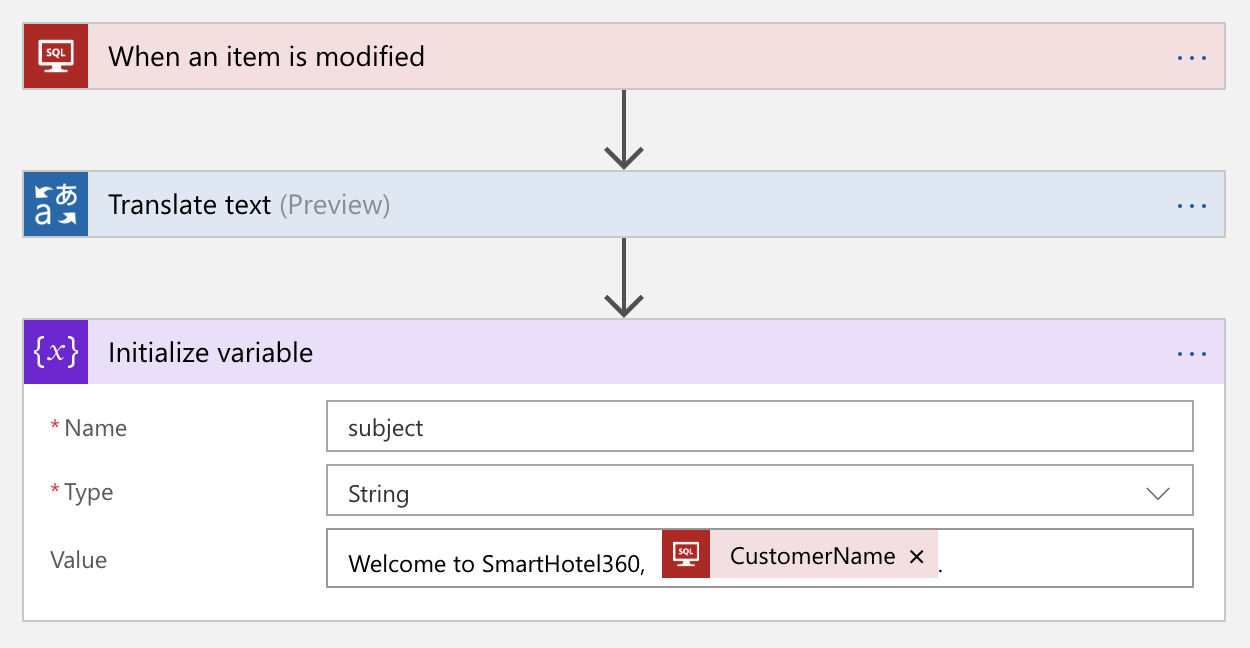 SQL When an item is modified ...
あ a Translate text (Preview) ...
{x} Initialize variable ...
* Name subject
* Type String
Value Welcome to SmartHotel360, SQL CustomerName × .